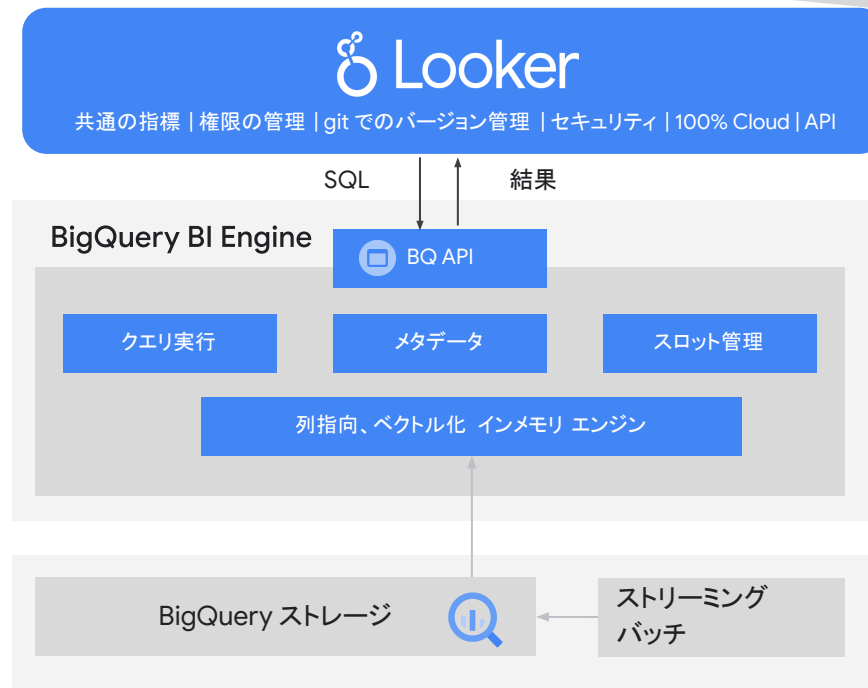 Looker
共通の指標 | 権限の管理 | git でのバージョン管理 | セキュリティ | 100% Cloud | API
SQL
結果
BigQuery BI Engine
BQ API
クエリ実行
メタデータ
スロット管理
列指向、ベクトル化 インメモリ エンジン
BigQuery ストレージ
ストリーミング
バッチ